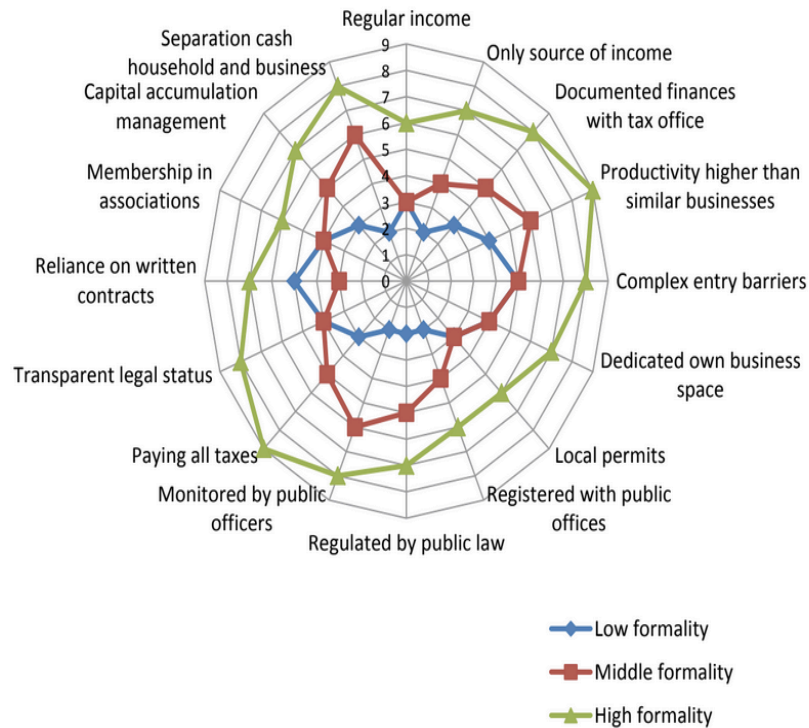 Regular income
Only source of income
Documented finances
with tax office
Productivity higher than
similar businesses
Complex entry barriers
Dedicated own business
space
Local permits
Registered with public
offices
Regulated by public law
Monitored by public
officers
Paying all taxes
Transparent legal status
Reliance on written
contracts
Membership in
associations
Capital accumulation
management
Separation cash
household and business
9
8
7
6
5
4
3
2
1
0
Low formality
Middle formality
High formality